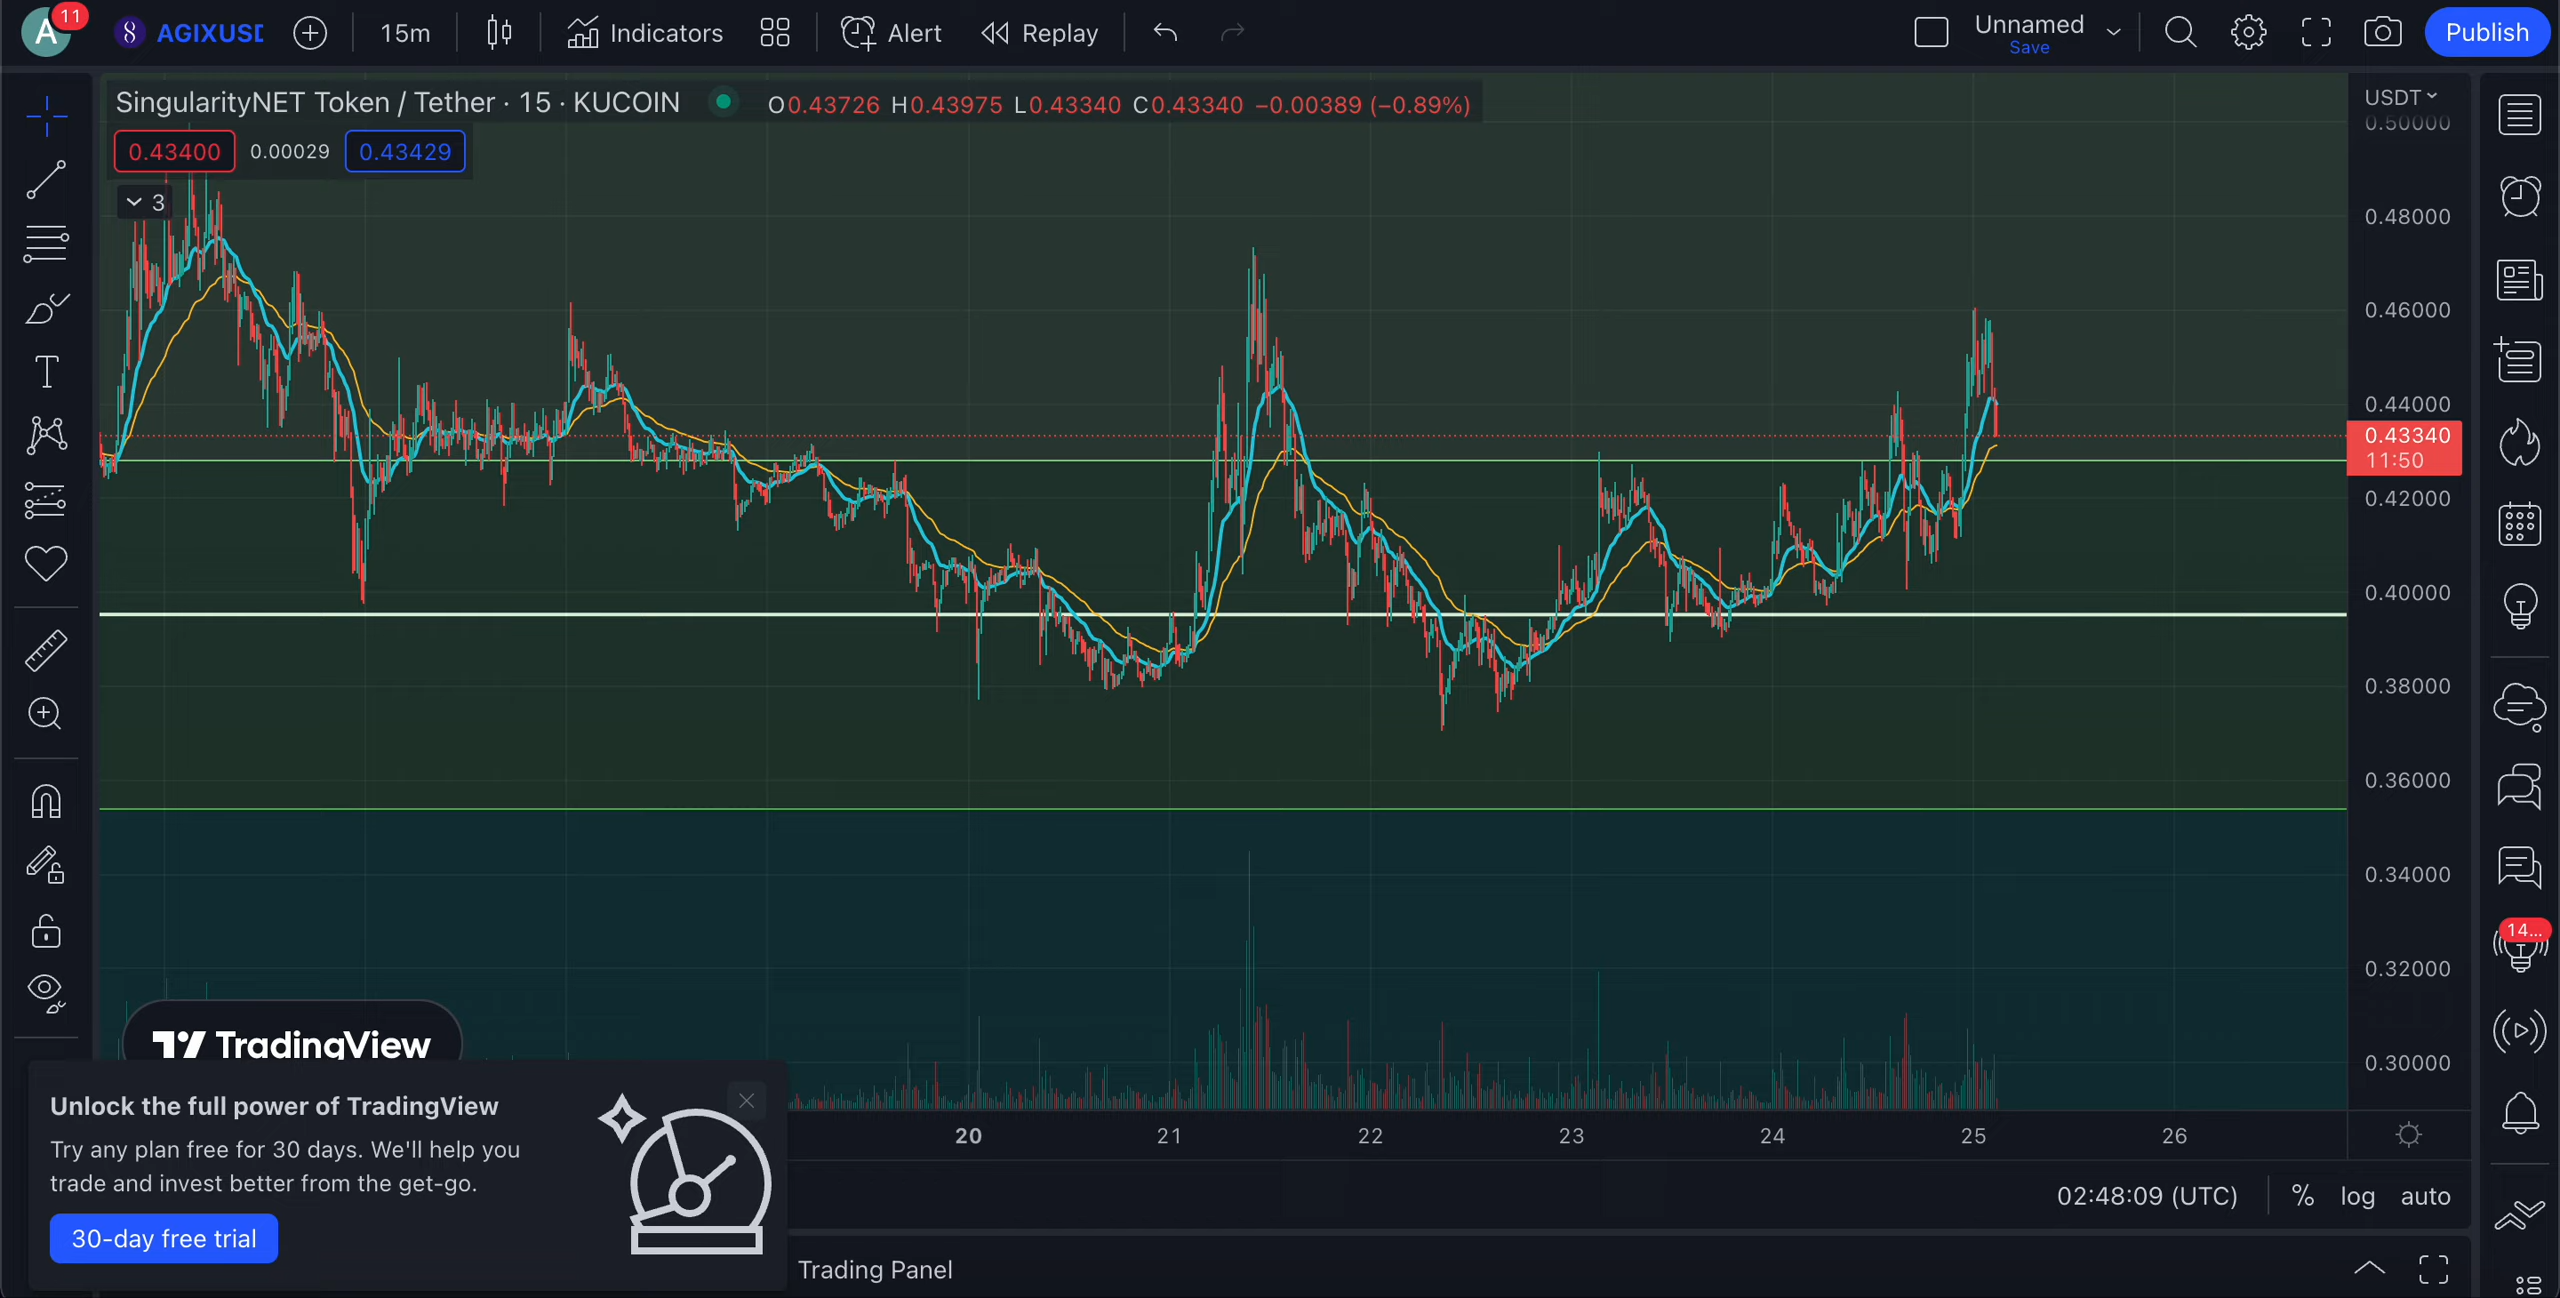 A
11
AGIXUSD
15m
Indicators
Alert
Replay
Unnamed
Save
Publish
SingularityNET Token / Tether · 15 · KUCOIN
O0.43726 H0.43975 L0.43340 C0.43340 −0.00389 (−0.89%)
0.43400 0.00029 0.43429
3
USDT
0.50000
0.48000
0.46000
0.44000
0.43340
11:50
0.42000
0.40000
0.38000
0.36000
0.34000
0.32000
0.30000
14...
TradingView
Unlock the full power of TradingView
Try any plan free for 30 days. We'll help you
trade and invest better from the get-go.
30-day free trial
20 21 22 23 24 25 26
02:48:09 (UTC) % log auto
Trading Panel